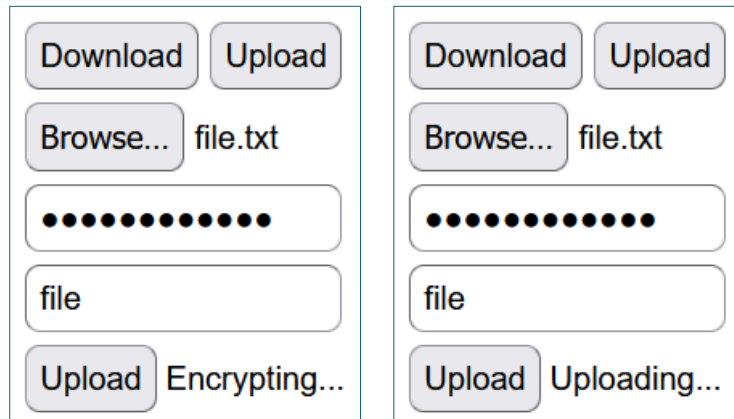 Download Upload
Browse... file.txt
●●●●●●●●●●●●
file
Upload Encrypting...
Download Upload
Browse... file.txt
●●●●●●●●●●●●
file
Upload Uploading...